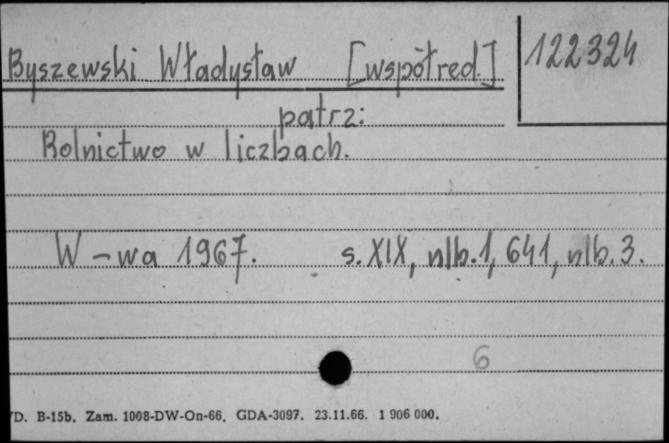 Byszewski Władysław [współred.] 122324
patrz:
Rolnictwo w liczbach.
W-wa 1967. s. XIX, nlb. 1, 641, nlb. 3.
6
D. B-15b. Zam. 1008-DW-On-66. GDA-3097. 23.11.66. 1 906 000.